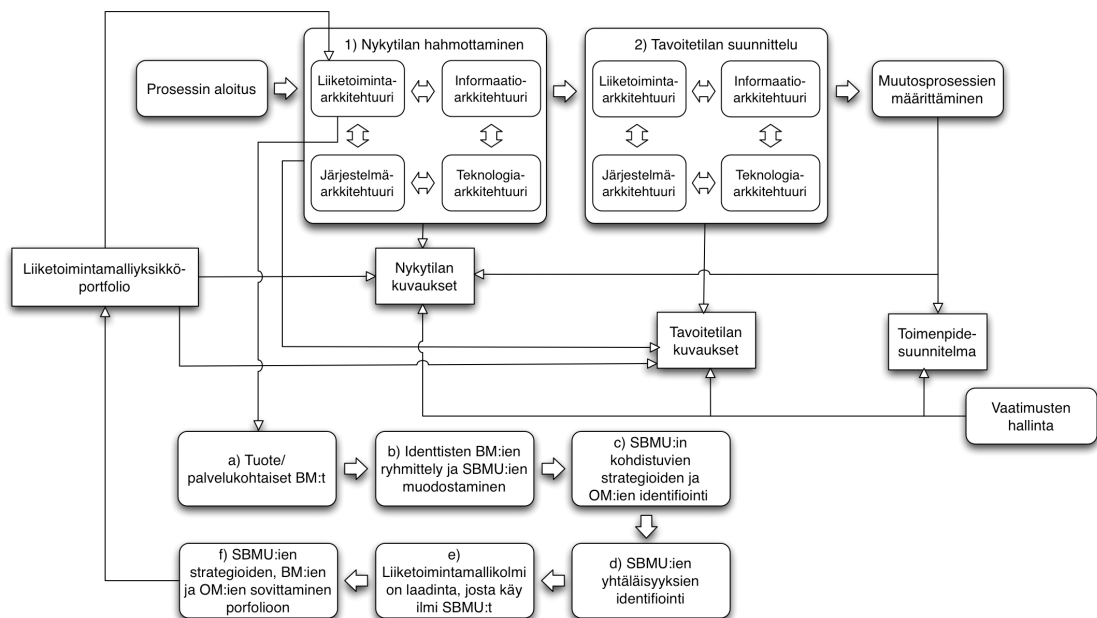 1) Nykytilan hahmottaminen
2) Tavoitetilan suunnittelu
Prosessin aloitus
Liiketoiminta-
arkkitehtuuri
Informaatio-
arkkitehtuuri
Järjestelmä-
arkkitehtuuri
Teknologia-
arkkitehtuuri
Liiketoiminta-
arkkitehtuuri
Informaatio-
arkkitehtuuri
Järjestelmä-
arkkitehtuuri
Teknologia-
arkkitehtuuri
Muutosprosessien
määrittäminen
Liiketoimintamalliyksikkö-
portfolio
Nykytilan
kuvaukset
Tavoitetilan
kuvaukset
Toimenpide-
suunnitelma
Vaatimusten
hallinta
a) Tuote/
palvelukohtaiset BM:t
b) Identtisten BM:ien
ryhmittely ja SBMU:ien
muodostaminen
c) SBMU:in
kohdistuvien
strategioiden ja
OM:ien identifiointi
d) SBMU:ien
yhtäläisyyksien
identifiointi
e)
Liiketoimintamallikolmi
on laadinta, josta käy
ilmi SBMU:t
f) SBMU:ien
strategioiden, BM:ien
ja OM:ien sovittaminen
porfolioon